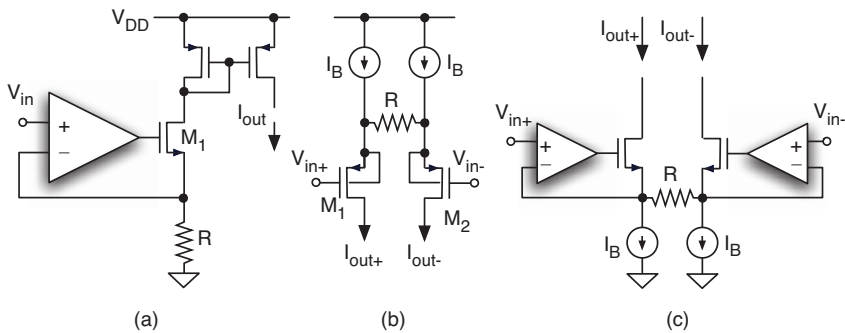 V_DD
V_in
+
−
M_1
I_out
R
(a)
I_B
I_B
R
V_in+
V_in-
M_1
M_2
I_out+
I_out-
(b)
I_out+
I_out-
V_in+
V_in-
+
−
+
−
R
I_B
I_B
(c)